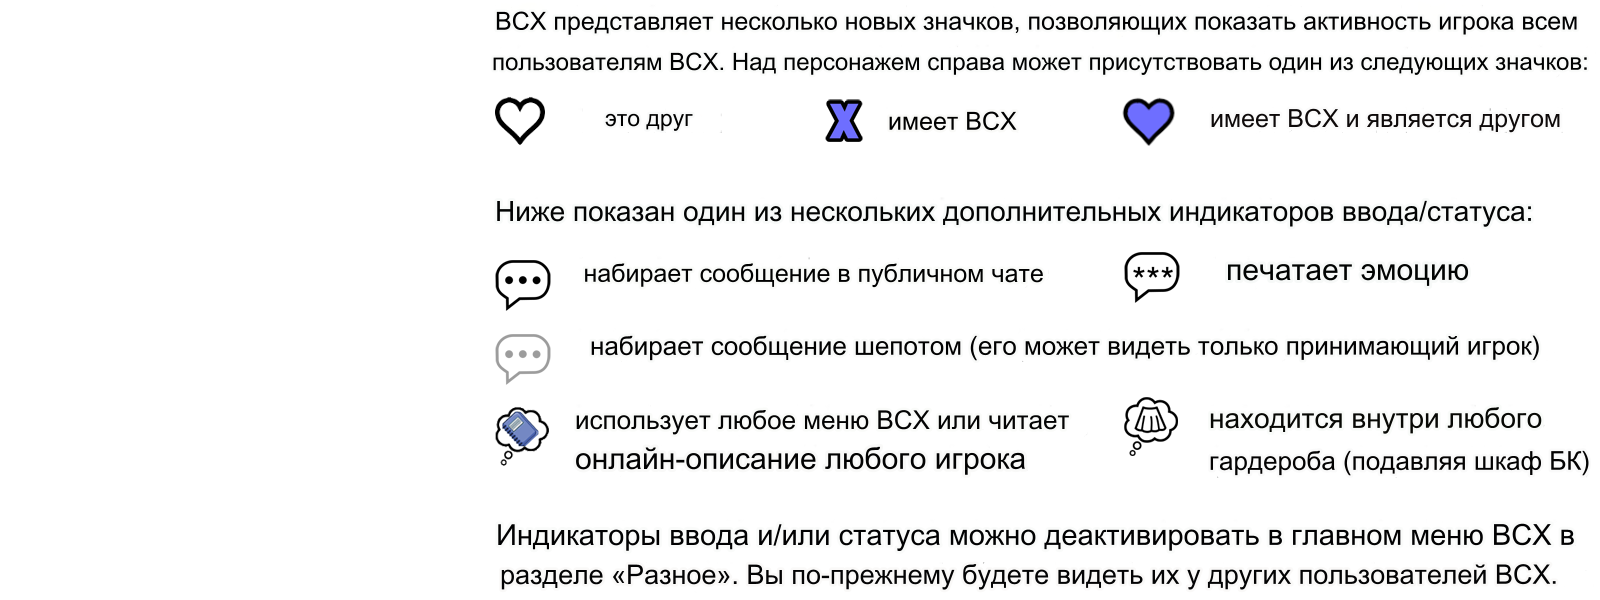 BCX представляет несколько новых значков, позволяющих показать активность игрока всем
пользователям BCX. Над персонажем справа может присутствовать один из следующих значков:
это друг
имеет BCX
имеет BCX и является другом
Ниже показан один из нескольких дополнительных индикаторов ввода/статуса:
набирает сообщение в публичном чате
печатает эмоцию
набирает сообщение шепотом (его может видеть только принимающий игрок)
использует любое меню BCX или читает
онлайн-описание любого игрока
находится внутри любого
гардероба (подавляя шкаф БК)
Индикаторы ввода и/или статуса можно деактивировать в главном меню BCX в
разделе «Разное». Вы по-прежнему будете видеть их у других пользователей BCX.